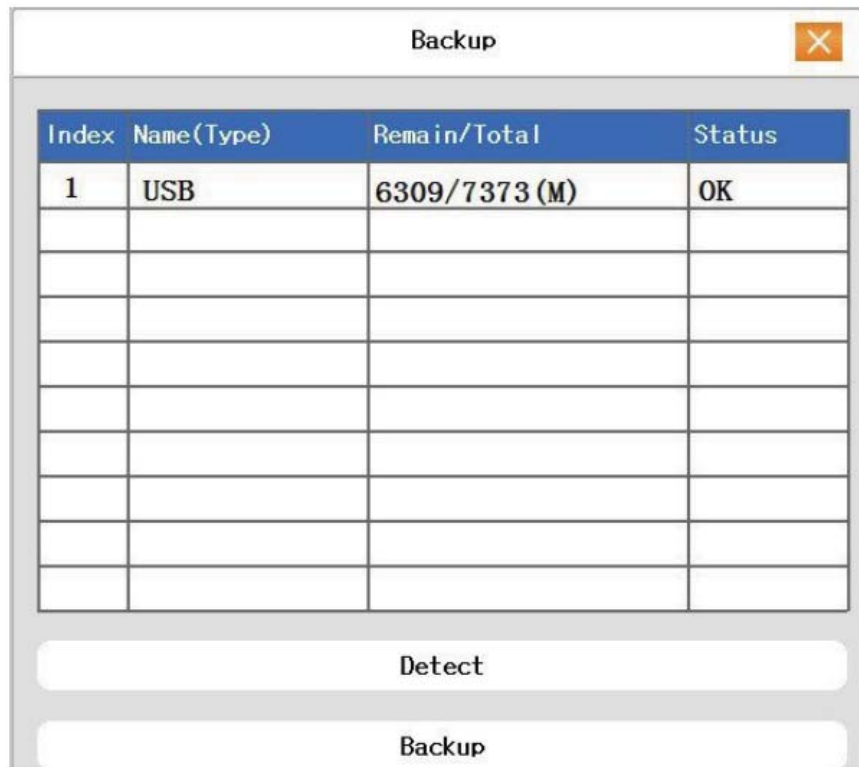 Backup
Index Name(Type) Remain/Total Status
1 USB 6309/7373(M) OK
Detect
Backup